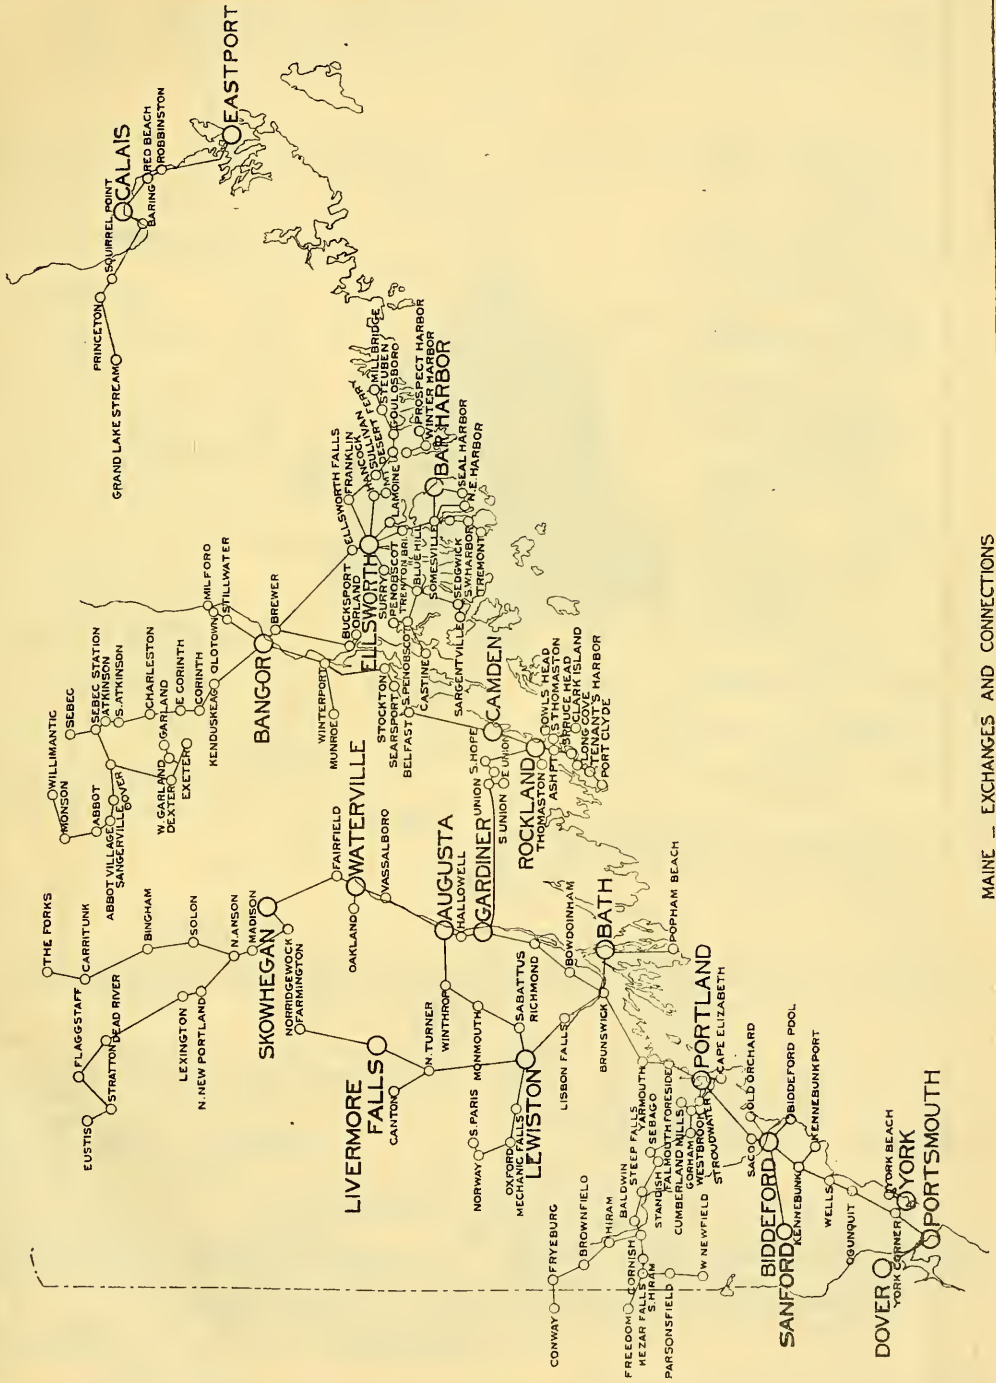 EASTPORT
CALAIS
RED BEACH
ROBBINSTON
BARING
SQUIRREL POINT
PRINCETON
GRAND LAKE STREAM
MILLBRIDGE
STEUBEN
GOULDSBORO
PROSPECT HARBOR
WINTER HARBOR
BAR HARBOR
SEAL HARBOR
N.E. HARBOR
ELLSWORTH FALLS
FRANKLIN
HANCOCK
SULLIVAN
MT DESERT FERRY
LAMOINE
ELLSWORTH
SURRY
PENOBSCOT
TRENTON BRI.
BLUE HILL
SOMESVILLE
SEDGWICK
S.W. HARBOR
TREMONT
BUCKSPORT
ORLAND
MILFORD
STILLWATER
OLDTOWN
BREWER
BANGOR
WINTERPORT
MUNROE
STOCKTON
SEARSPORT
BELFAST
S. PENOBSCOT
CASTINE
SARGENTVILLE
CAMDEN
WILLIMANTIC
SEBEC
SEBEC STATION
ATKINSON
S. ATKINSON
CHARLESTON
GARLAND
E CORINTH
CORINTH
KENDUSKEAG
MONSON
ABBOT
ABBOT VILLAGE
SANGERVILLE
DOVER
W. GARLAND
DEXTER
EXETER
S. HOPE
UNION
E UNION
S UNION
ROCKLAND
THOMASTON
OWLS HEAD
S THOMASTON
ASH PT
SPRUCE HEAD
CLARK ISLAND
LONG COVE
TENANT'S HARBOR
PORT CLYDE
FAIRFIELD
WATERVILLE
VASSALBORO
OAKLAND
AUGUSTA
HALLOWELL
GARDINER
THE FORKS
CARRITUNK
BINGHAM
SOLON
N. ANSON
MADISON
SKOWHEGAN
NORRIDGEWOCK
FARMINGTON
FLAGSTAFF
DEAD RIVER
STRATTON
EUSTIS
LEXINGTON
N. NEW PORTLAND
LIVERMORE FALLS
CANTON
N. TURNER
WINTHROP
MONMOUTH
SABATTUS
RICHMOND
BOWDOINHAM
BATH
POPHAM BEACH
LISBON FALLS
BRUNSWICK
LEWISTON
MECHANIC FALLS
OXFORD
S. PARIS
NORWAY
YARMOUTH
FALMOUTH FORESIDE
PORTLAND
CAPE ELIZABETH
STEEP FALLS
SEBAGO
STANDISH
CUMBERLAND MILLS
GORHAM
WESTBROOK
STROUDWATER
BALDWIN
HIRAM
BROWNFIELD
FRYEBURG
CONWAY
CORNISH
FREEDOM
KEZAR FALLS
S. HIRAM
PARSONSFIELD
W NEWFIELD
OLD ORCHARD
SACO
BIDDEFORD
BIDDEFORD POOL
SANFORD
KENNEBUNK
KENNEBUNKPORT
WELLS
OGUNQUIT
YORK BEACH
YORK
YORK CORNER
DOVER
PORTSMOUTH
MAINE – EXCHANGES AND CONNECTIONS